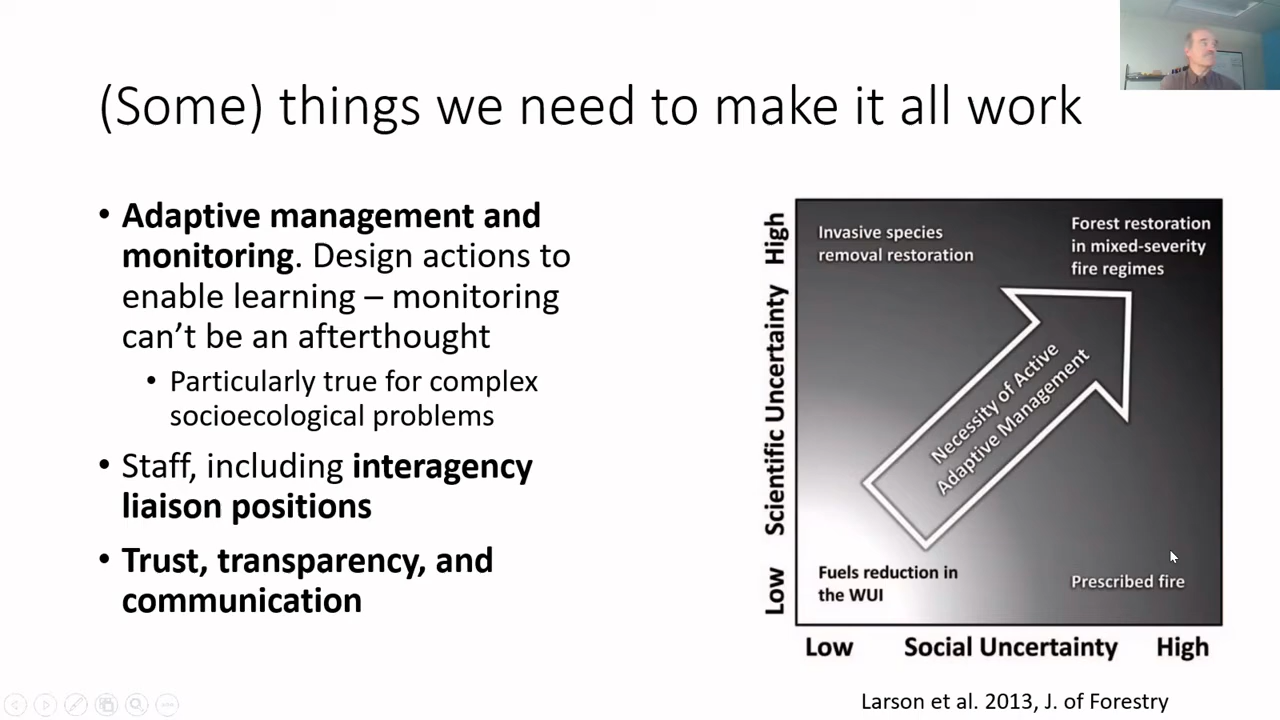 (Some) things we need to make it all work
• Adaptive management and
monitoring. Design actions to
enable learning – monitoring
can't be an afterthought
• Particularly true for complex
socioecological problems
• Staff, including interagency
liaison positions
• Trust, transparency, and
communication
High
Scientific Uncertainty
Low
Invasive species
removal restoration
Forest restoration
in mixed-severity
fire regimes
Necessity of Active
Adaptive Management
Fuels reduction in
the WUI
Prescribed fire
Low Social Uncertainty High
Larson et al. 2013, J. of Forestry